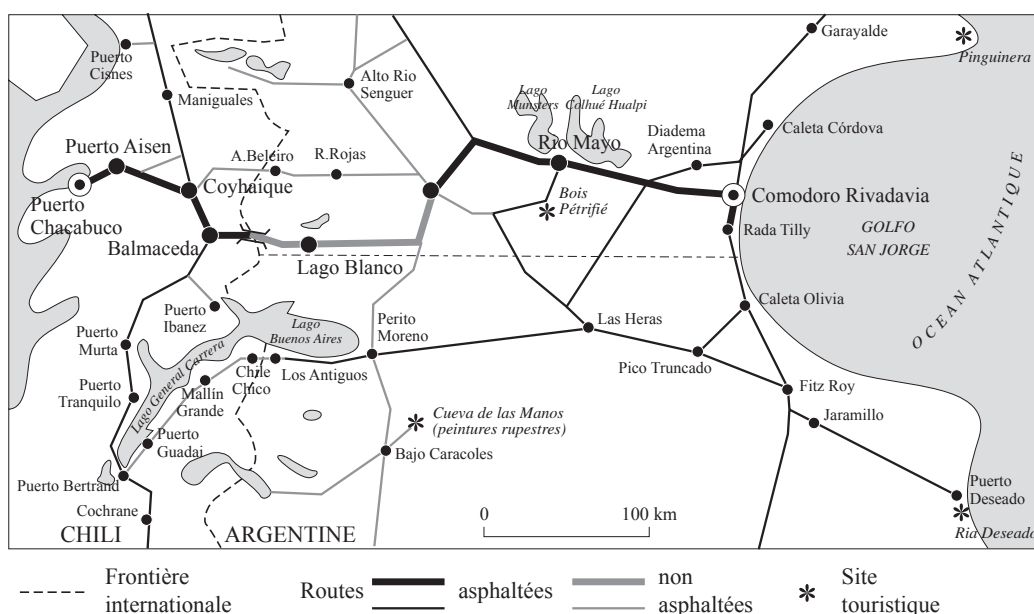 Garayalde
Puerto
Cisnes
Pinguinera
Alto Rio
Senguer
Lago
Munsters
Lago
Colhué Hualpi
Maniguales
Diadema
Argentina
Caleta Córdova
Puerto Aisen
A.Beleiro
R.Rojas
Rio Mayo
Coyhaique
Bois
Pétrifié
Comodoro Rivadavia
Puerto
Chacabuco
Balmaceda
Lago Blanco
Rada Tilly
GOLFO
SAN JORGE
OCEAN ATLANTIQUE
Puerto
Ibanez
Lago
Buenos Aires
Perito
Moreno
Las Heras
Caleta Olivia
Puerto
Murta
Lago General Carrera
Chile
Chico
Los Antiguos
Pico Truncado
Puerto
Tranquilo
Mallín
Grande
Fitz Roy
Cueva de las Manos
(peintures rupestres)
Jaramillo
Puerto
Guadai
Bajo Caracoles
Puerto Bertrand
Puerto
Deseado
Cochrane
Ria Deseado
CHILI
ARGENTINE
0 100 km
Frontière
internationale
Routes
asphaltées
non
asphaltées
Site
touristique